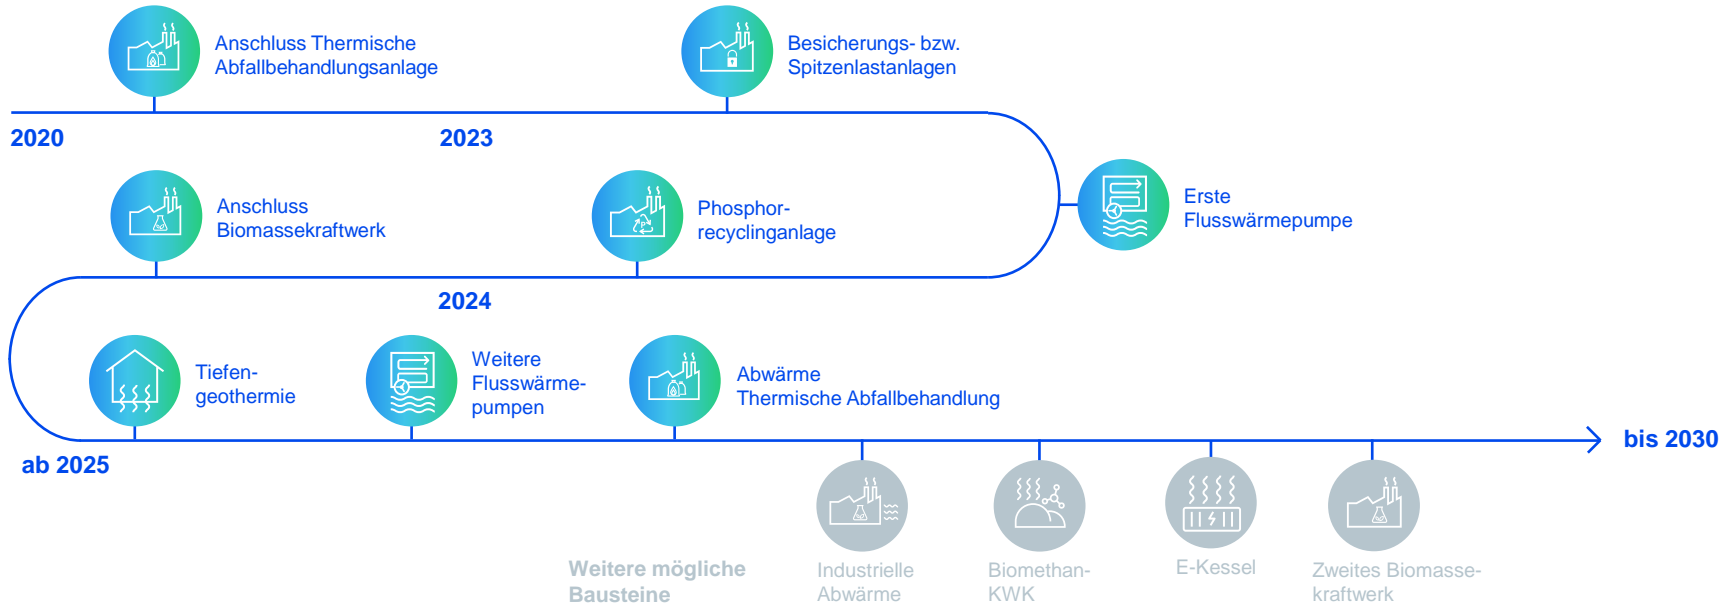 Anschluss Thermische
Abfallbehandlungsanlage
Besicherungs- bzw.
Spitzenlastanlagen
2020
2023
Erste
Flusswärmepumpe
Anschluss
Biomassekraftwerk
Phosphor-
recyclinganlage
P
2024
Tiefen-
geothermie
Weitere
Flusswärme-
pumpen
Abwärme
Thermische Abfallbehandlung
ab 2025
bis 2030
Weitere mögliche
Bausteine
Industrielle
Abwärme
Biomethan-
KWK
E-Kessel
Zweites Biomasse-
kraftwerk